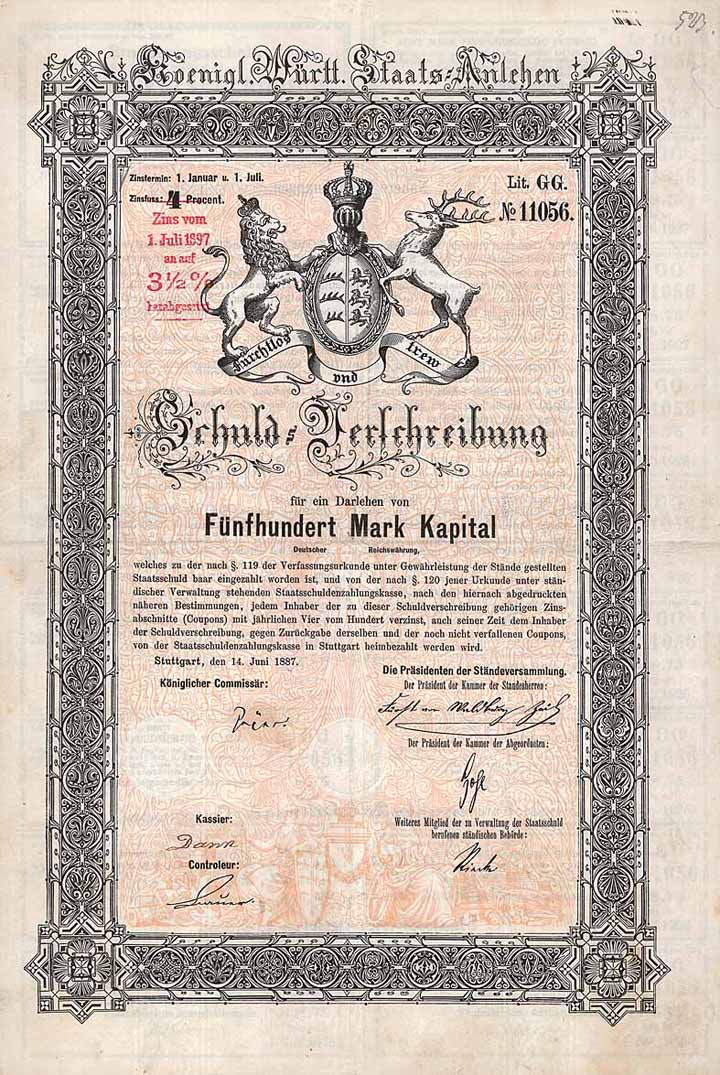 523.
Koenigl. Württ. Staats=Anlehen
Zinstermin: 1. Januar u. 1. Juli.
Lit. GG.
Zinsfuss: 4 Procent.
№ 11056.
Zins vom
1. Juli 1897
an auf
3½%
herabgesetzt
Furchtlos vnd trew
Schuld=Verschreibung
für ein Darlehen von
Fünfhundert Mark Kapital
Deutscher Reichswährung,
welches zu der nach §. 119 der Verfassungsurkunde unter Gewährleistung der Stände gestellten
Staatsschuld baar eingezahlt worden ist, und von der nach §. 120 jener Urkunde unter stän-
discher Verwaltung stehenden Staatsschuldenzahlungskasse, nach den hiernach abgedruckten
näheren Bestimmungen, jedem Inhaber der zu dieser Schuldverschreibung gehörigen Zins-
abschnitte (Coupons) mit jährlichen Vier vom Hundert verzinst, auch seiner Zeit dem Inhaber
der Schuldverschreibung, gegen Zurückgabe derselben und der noch nicht verfallenen Coupons,
von der Staatsschuldenzahlungskasse in Stuttgart heimbezahlt werden wird.
Stuttgart, den 14. Juni 1887.
Die Präsidenten der Ständeversammlung.
Königlicher Commissär:
Der Präsident der Kammer der Standesherren:
Fürst von Waldburg Zeil
Der Präsident der Kammer der Abgeordneten:
Hohl
Kassier:
Weiteres Mitglied der zu Verwaltung der Staatsschuld
berufenen ständischen Behörde:
Controleur: